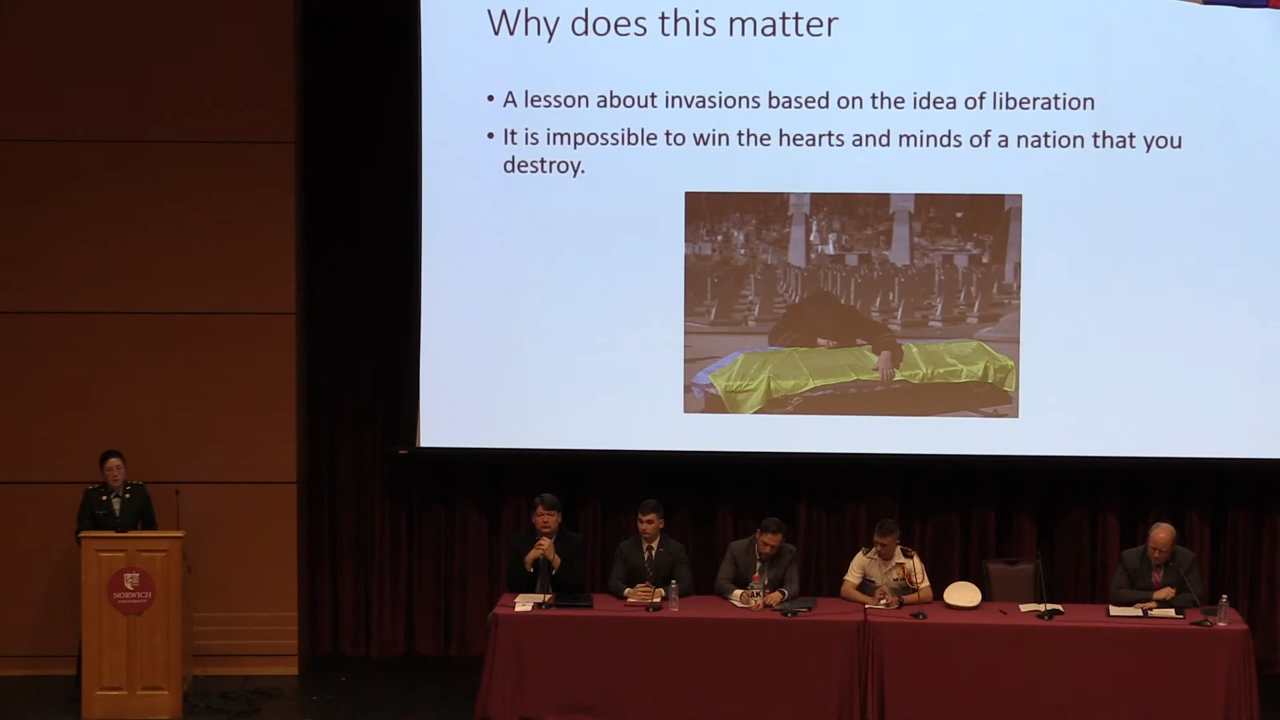 Why does this matter
• A lesson about invasions based on the idea of liberation
• It is impossible to win the hearts and minds of a nation that you
destroy.
NORWICH
UNIVERSITY